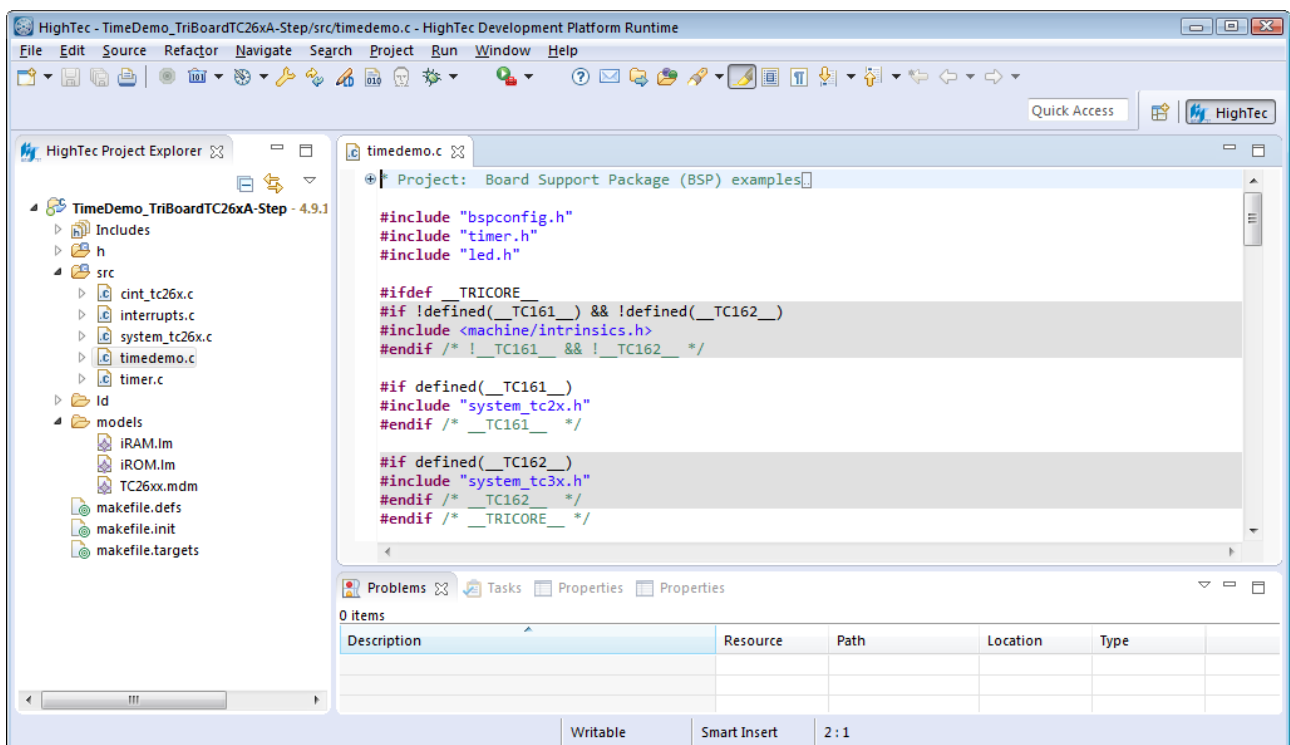 HighTec - TimeDemo_TriBoardTC26xA-Step/src/timedemo.c - HighTec Development Platform Runtime
File Edit Source Refactor Navigate Search Project Run Window Help
Quick Access
HighTec
HighTec Project Explorer
TimeDemo_TriBoardTC26xA-Step - 4.9.1
Includes
h
src
cint_tc26x.c
interrupts.c
system_tc26x.c
timedemo.c
timer.c
ld
models
iRAM.lm
iROM.lm
TC26xx.mdm
makefile.defs
makefile.init
makefile.targets
timedemo.c
* Project:  Board Support Package (BSP) examples
#include "bspconfig.h"
#include "timer.h"
#include "led.h"
#ifdef __TRICORE__
#if !defined(__TC161__) && !defined(__TC162__)
#include <machine/intrinsics.h>
#endif /* !__TC161__ && !__TC162__ */
#if defined(__TC161__)
#include "system_tc2x.h"
#endif /* __TC161__  */
#if defined(__TC162__)
#include "system_tc3x.h"
#endif /* __TC162__  */
#endif /* __TRICORE__ */
Problems Tasks Properties Properties
0 items
Description Resource Path Location Type
Writable Smart Insert 2 : 1